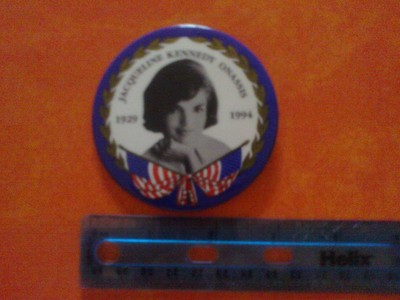 JACQUELINE KENNEDY ONASSIS
1929 1994
Helix